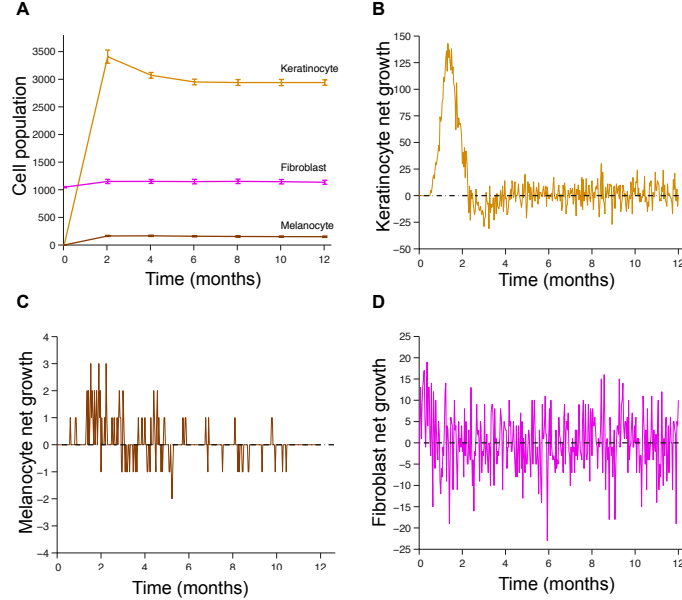 A
Cell population
3500
3000
2500
2000
1500
1000
500
0
Keratinocyte
Fibroblast
Melanocyte
0 2 4 6 8 10 12
Time (months)
B
Keratinocyte net growth
150
125
100
75
50
25
0
−25
−50
0 2 4 6 8 10 12
Time (months)
C
Melanocyte net growth
4
3
2
1
0
−1
−2
−3
−4
0 2 4 6 8 10 12
Time (months)
D
Fibroblast net growth
25
20
15
10
5
0
−5
−10
−15
−20
−25
0 2 4 6 8 10 12
Time (months)